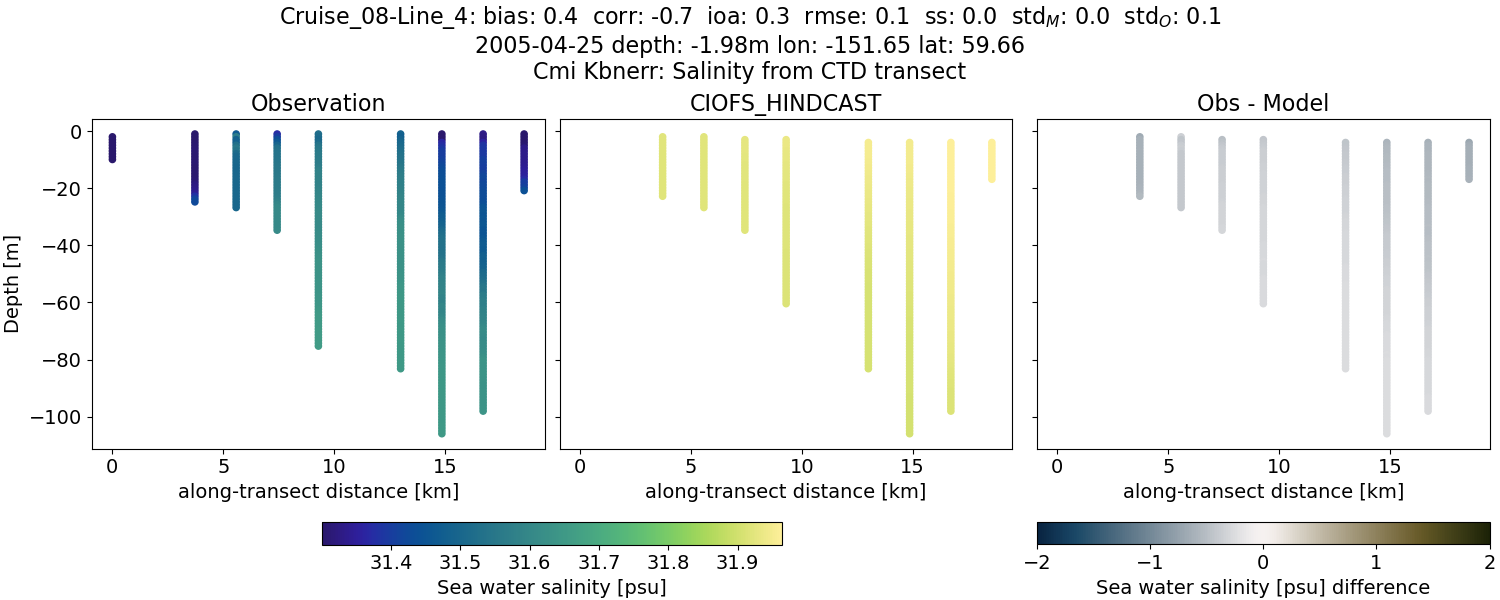 Cruise_08-Line_4: bias: 0.4  corr: -0.7  ioa: 0.3  rmse: 0.1  ss: 0.0  std_M: 0.0  std_O: 0.1
2005-04-25 depth: -1.98m lon: -151.65 lat: 59.66
Cmi Kbnerr: Salinity from CTD transect
Observation
CIOFS_HINDCAST
Obs - Model
Depth [m]
0
−20
−40
−60
−80
−100
0 5 10 15
0 5 10 15
0 5 10 15
along-transect distance [km]
along-transect distance [km]
along-transect distance [km]
31.4 31.5 31.6 31.7 31.8 31.9
Sea water salinity [psu]
−2 −1 0 1 2
Sea water salinity [psu] difference